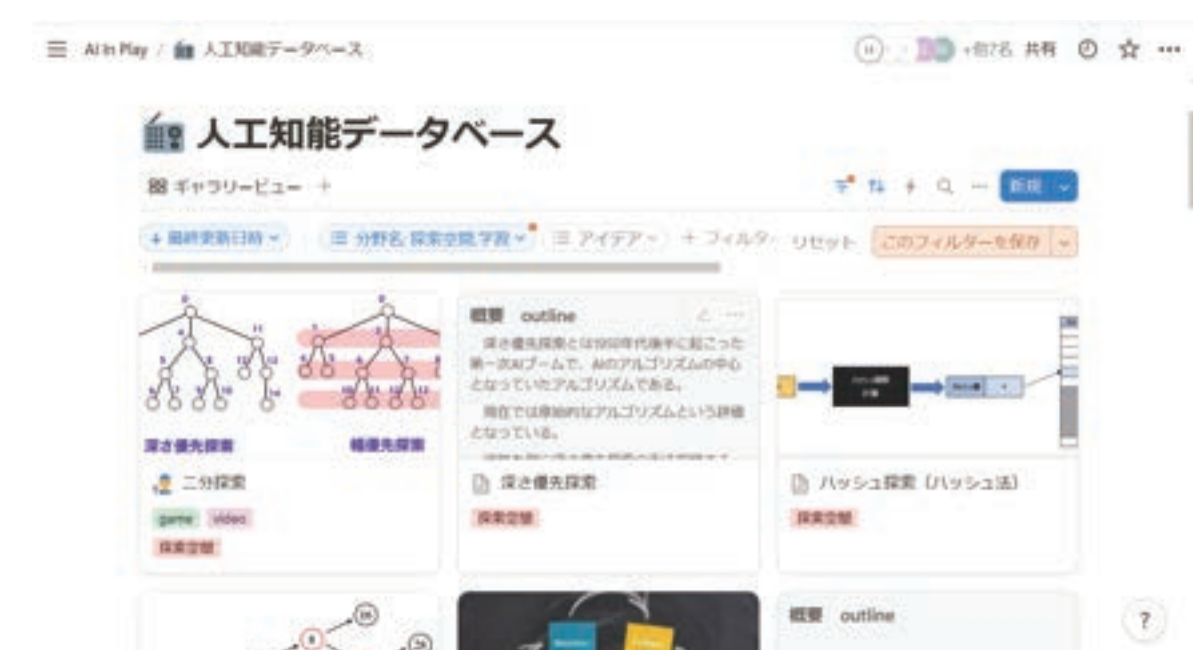 AI In Play / 人工知能データベース
+他7名 共有
人工知能データベース
ギャラリービュー +
新規
最終更新日時
分野名: 探索空間,学習
アイデア
+ フィルター
リセット
このフィルターを保存
深さ優先探索
幅優先探索
二分探索
game video
探索空間
概要 outline
深さ優先探索とは1950年代後半に起こった
第一次AIブームで、AIのアルゴリズムの中心
となっていたアルゴリズムである。
現在では原始的なアルゴリズムという評価
となっている。
深さ優先探索
探索空間
ハッシュ探索（ハッシュ法）
探索空間
概要 outline
?